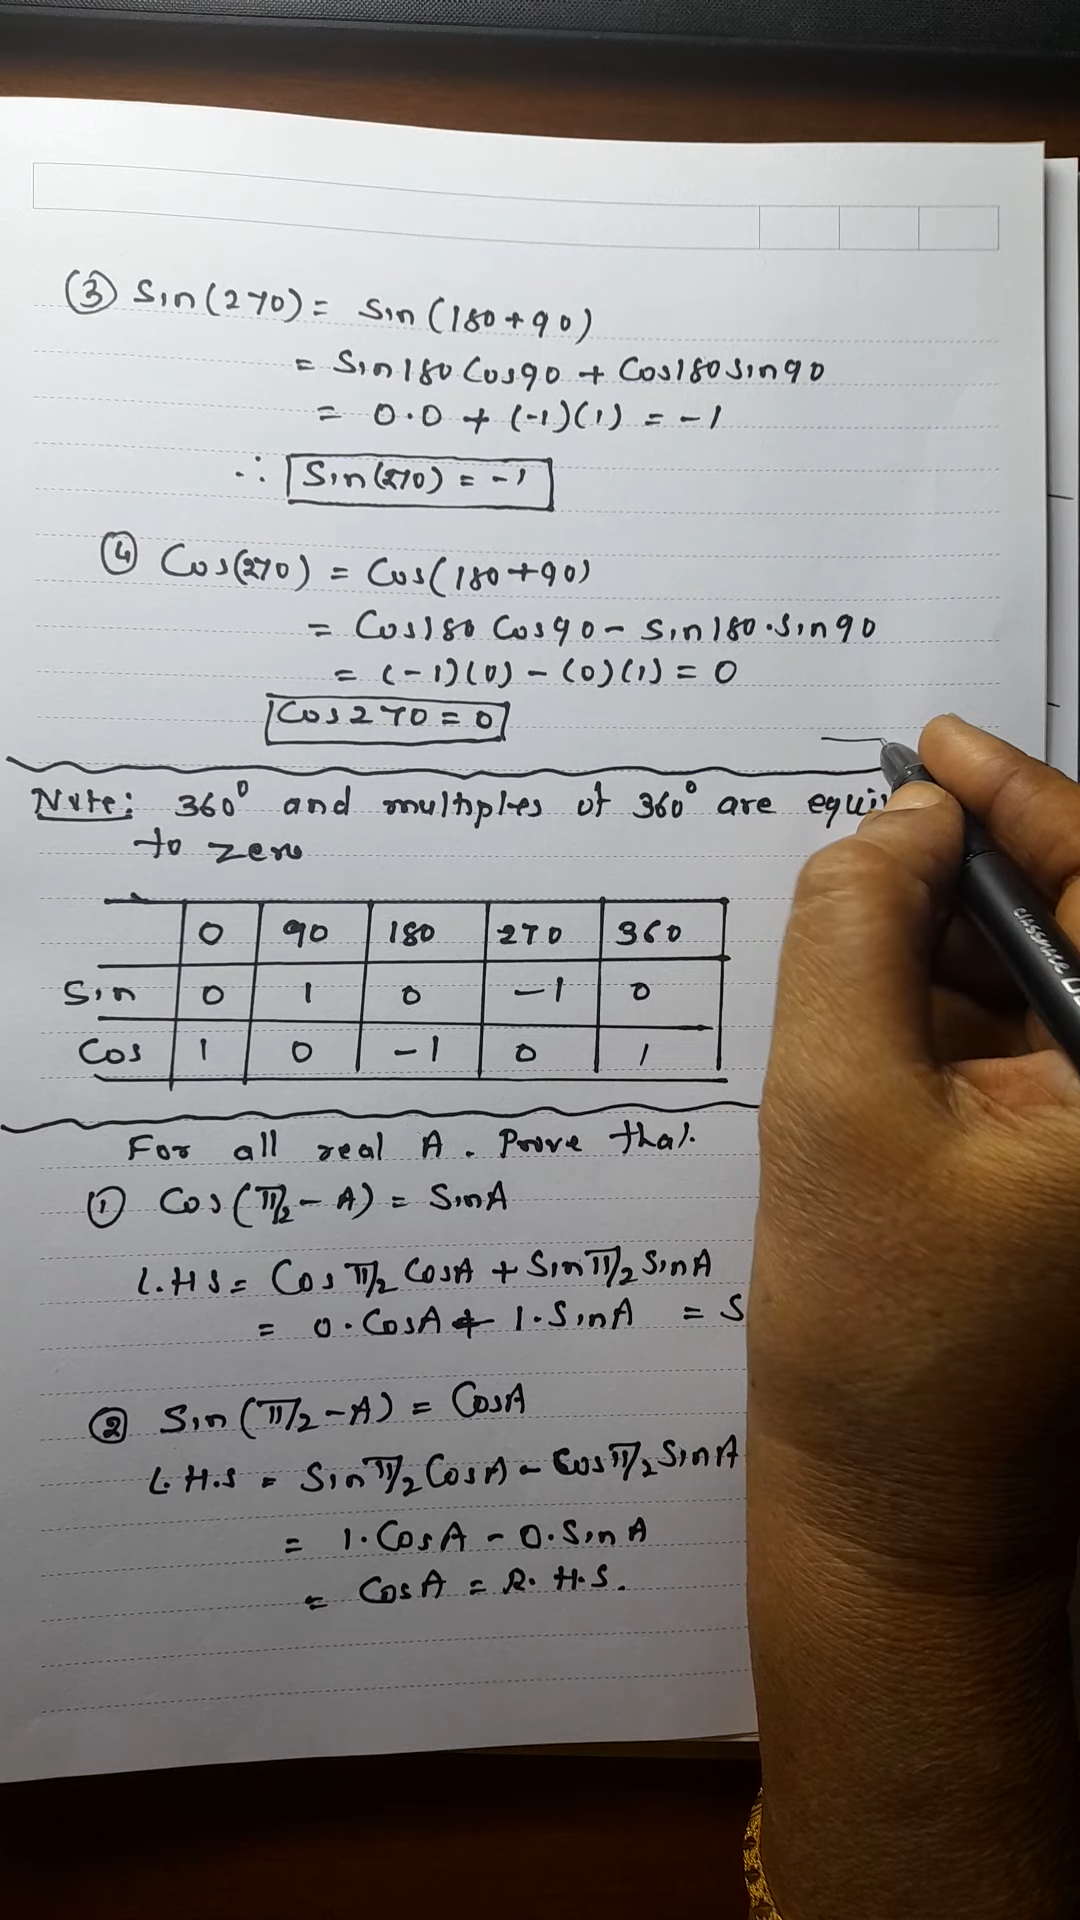 ③ Sin(270) = Sin(180+90)
= Sin180 Cos90 + Cos180 Sin90
= 0.0 + (-1)(1) = -1
∴ Sin(270) = -1
④ Cos(270) = Cos(180+90)
= Cos180 Cos90 - Sin180.Sin90
= (-1)(0) - (0)(1) = 0
Cos270 = 0
Note: 360° and multiples of 360° are
to zero
0 90 180 270 360
Sin 0 1 0 -1 0
Cos 1 0 -1 0 1
For all real A. Prove that.
① Cos(π/2 - A) = SinA
L.HS = Cos π/2 CosA + Sin π/2 SinA
= 0.CosA + 1.SinA = S
② Sin(π/2 - A) = CosA
L.H.S = Sin π/2 CosA - Cos π/2 SinA
= 1.CosA - 0.SinA
= CosA = R.H.S.
classmate